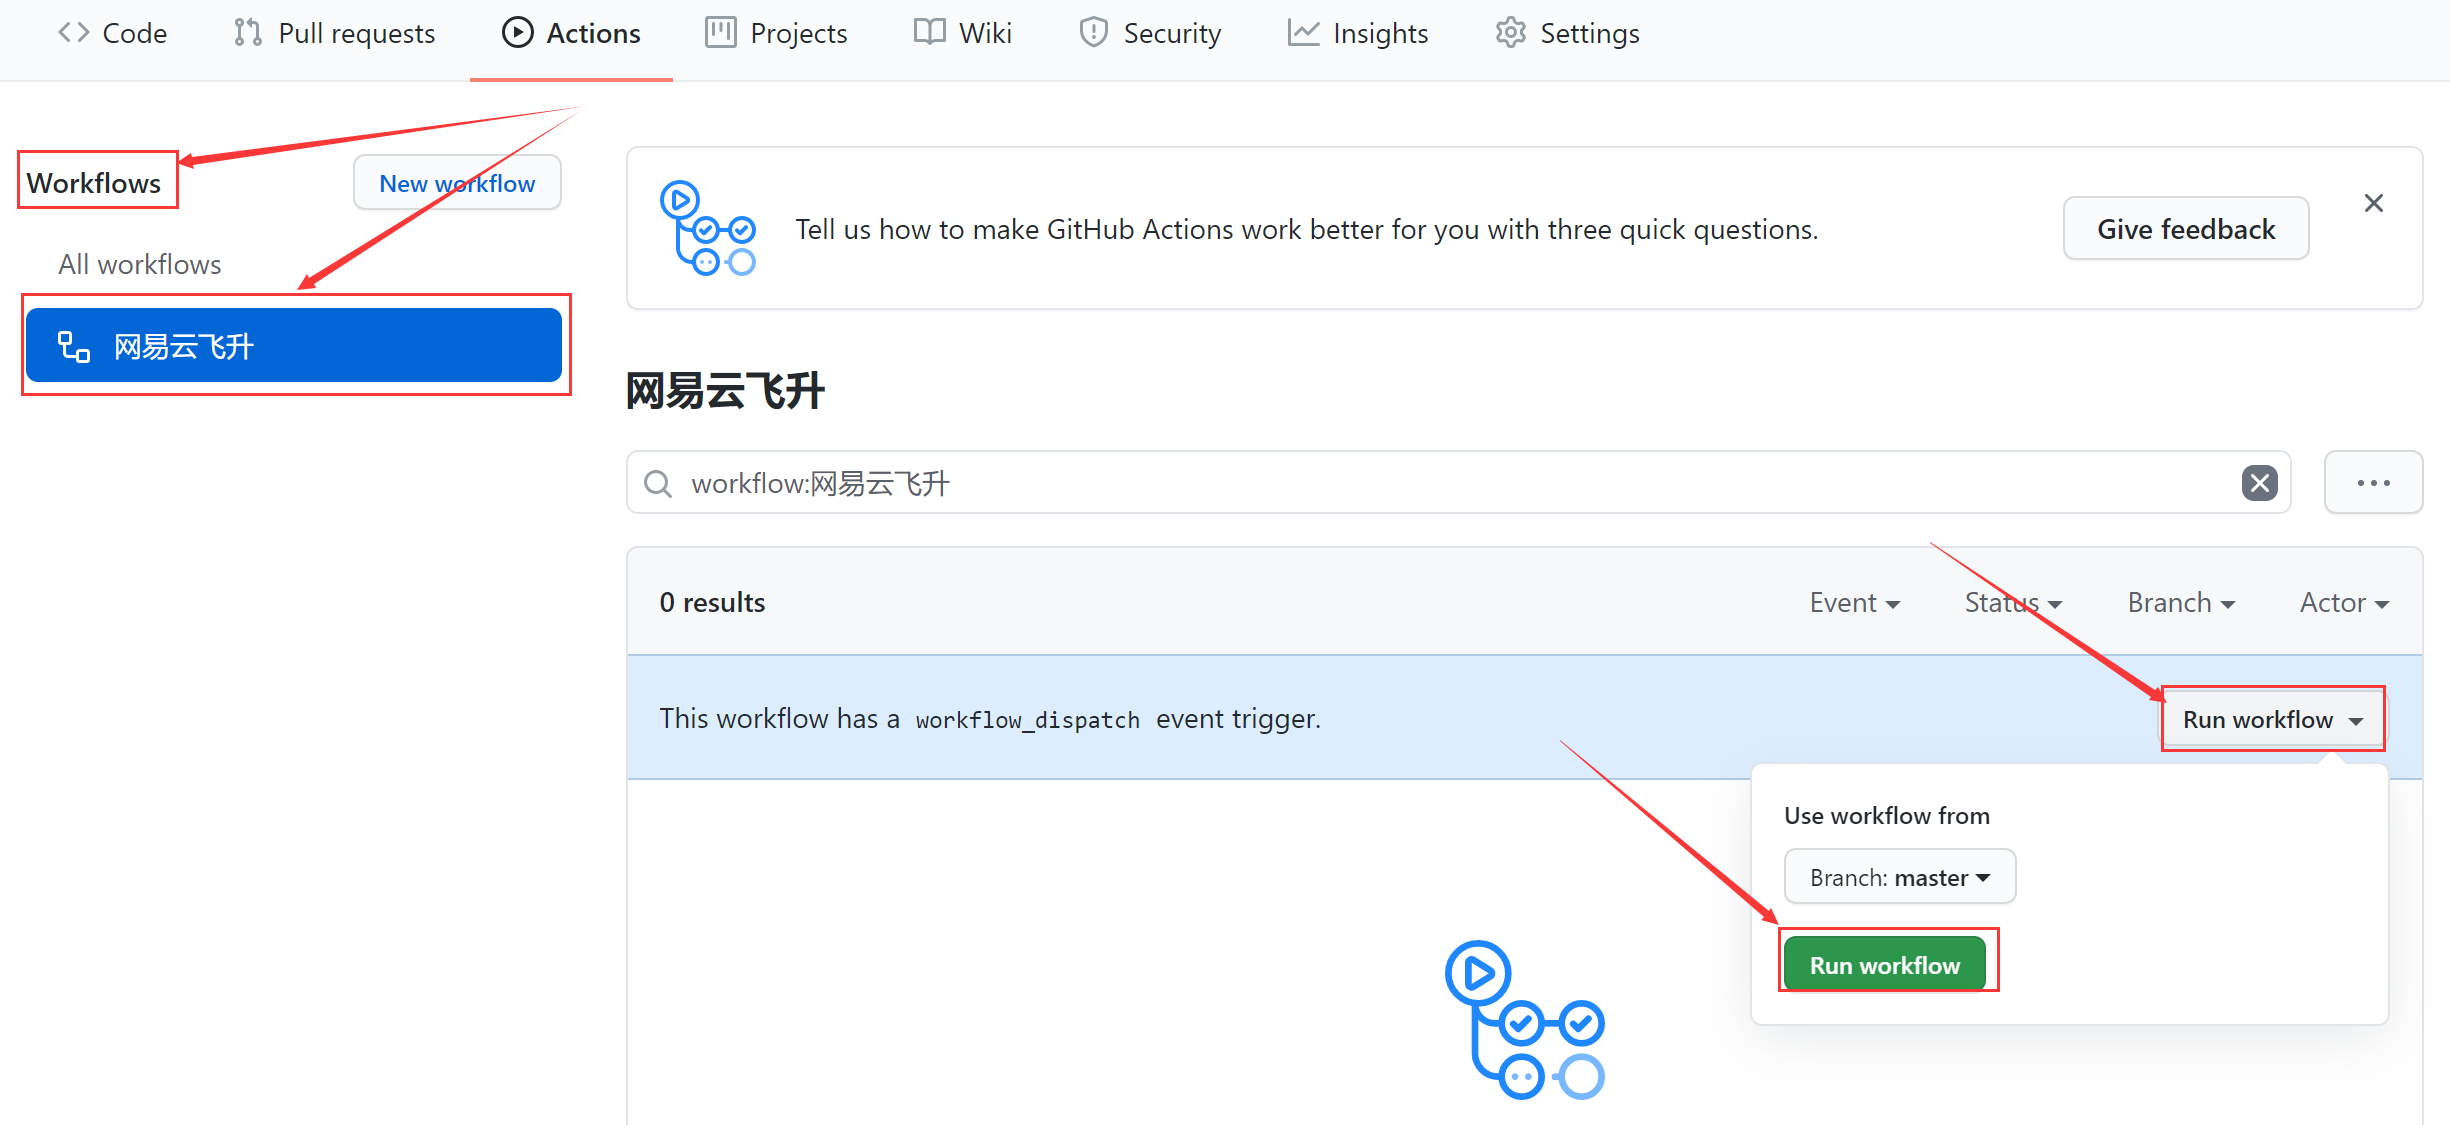 Code Pull requests Actions Projects Wiki Security Insights Settings
Workflows
New workflow
All workflows
网易云飞升
Tell us how to make GitHub Actions work better for you with three quick questions.
Give feedback
网易云飞升
workflow:网易云飞升
0 results
Event Status Branch Actor
This workflow has a workflow_dispatch event trigger.
Run workflow
Use workflow from
Branch: master
Run workflow